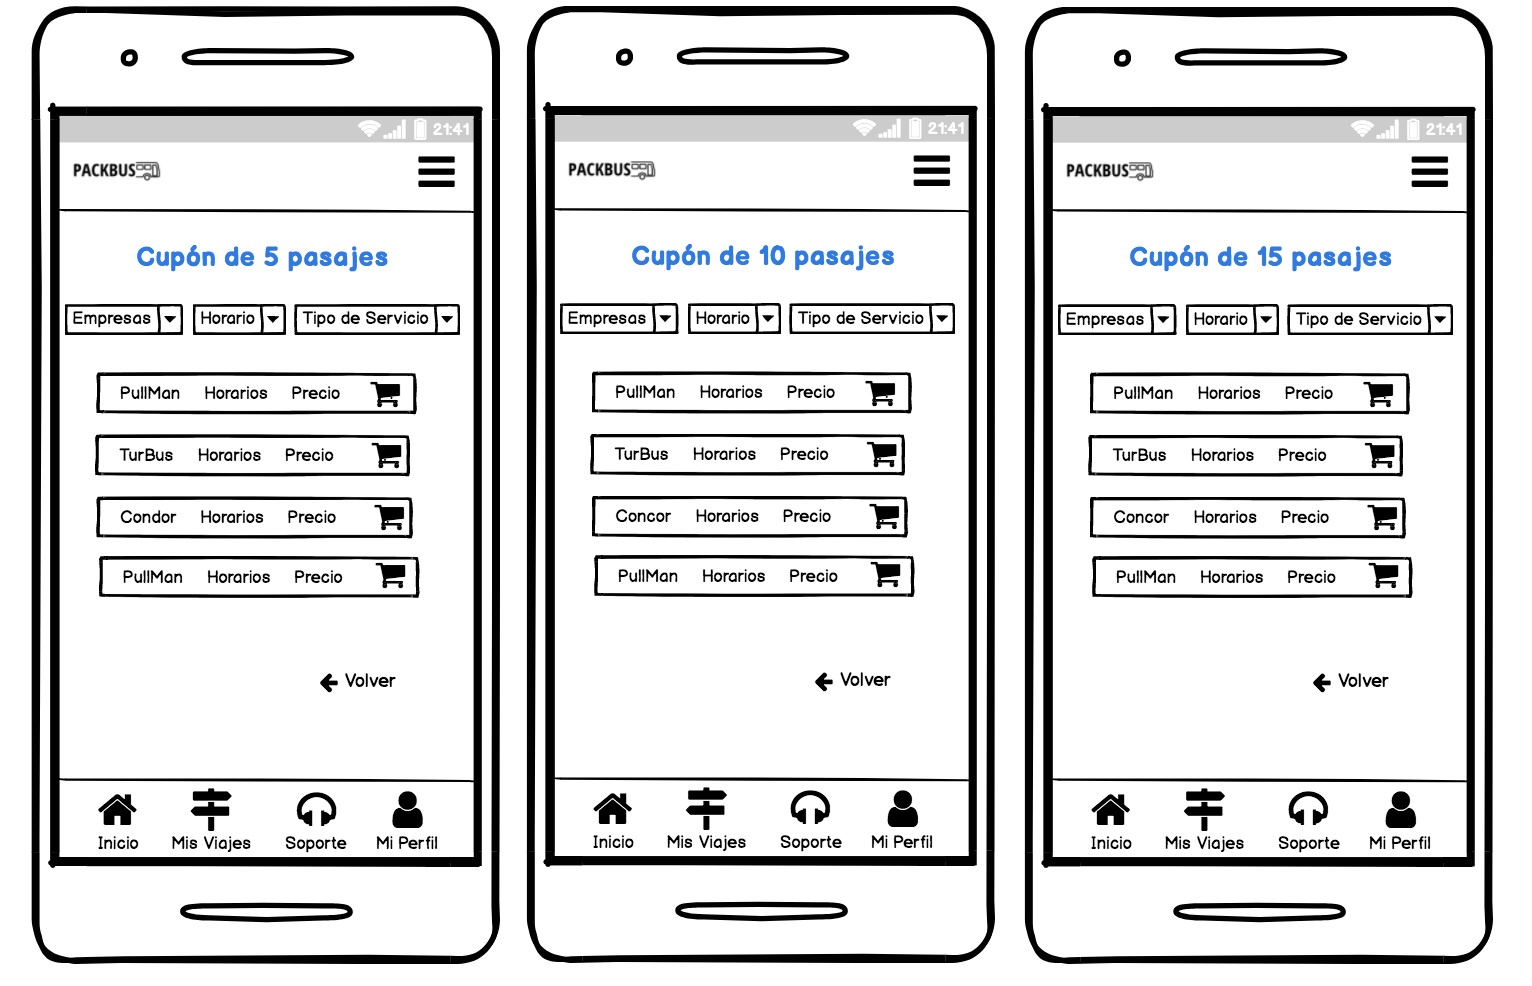 21:41
PACKBUS
Cupón de 5 pasajes
Empresas Horario Tipo de Servicio
PullMan Horarios Precio
TurBus Horarios Precio
Condor Horarios Precio
PullMan Horarios Precio
Volver
Inicio Mis Viajes Soporte Mi Perfil
21:41
PACKBUS
Cupón de 10 pasajes
Empresas Horario Tipo de Servicio
PullMan Horarios Precio
TurBus Horarios Precio
Concor Horarios Precio
PullMan Horarios Precio
Volver
Inicio Mis Viajes Soporte Mi Perfil
21:41
PACKBUS
Cupón de 15 pasajes
Empresas Horario Tipo de Servicio
PullMan Horarios Precio
TurBus Horarios Precio
Concor Horarios Precio
PullMan Horarios Precio
Volver
Inicio Mis Viajes Soporte Mi Perfil